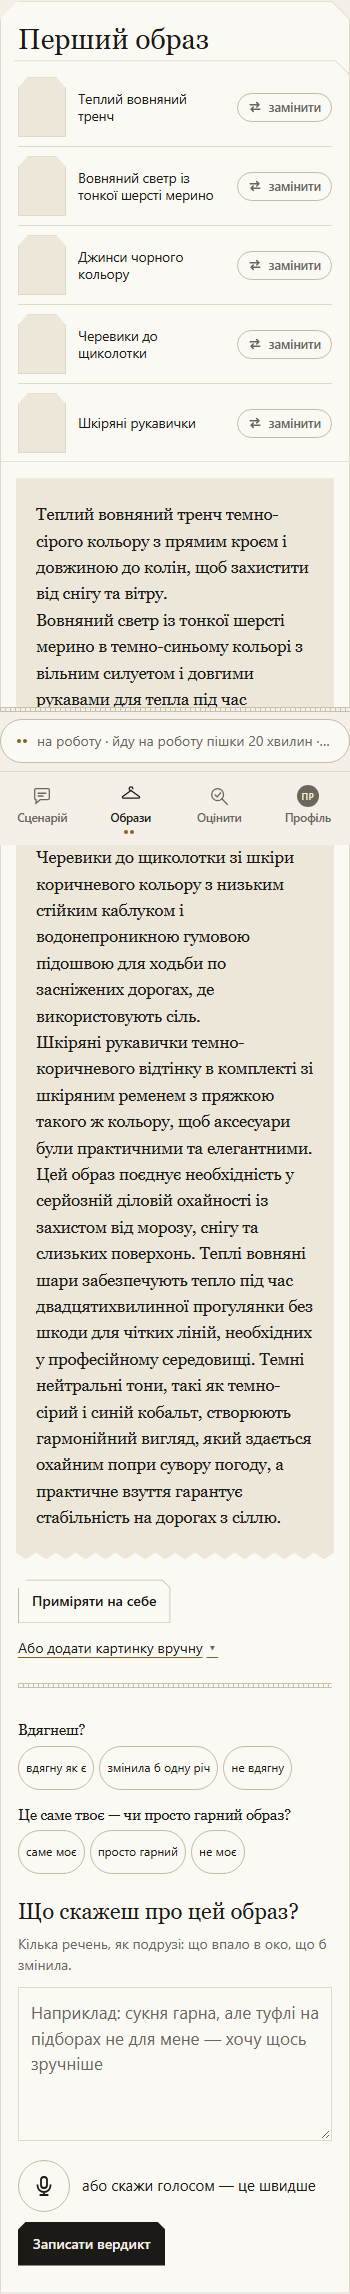 Перший образ
Теплий вовняний
тренч
замінити
Вовняний светр із
тонкої шерсті мерино
замінити
Джинси чорного
кольору
замінити
Черевики до
щиколотки
замінити
Шкіряні рукавички
замінити
Теплий вовняний тренч темно-
сірого кольору з прямим кроєм і
довжиною до колін, щоб захистити
від снігу та вітру.
Вовняний светр із тонкої шерсті
мерино в темно-синьому кольорі з
вільним силуетом і довгими
рукавами для тепла під час
на роботу · йду на роботу пішки 20 хвилин ·...
Сценарій
Образи
Оцінити
ПР
Профіль
Черевики до щиколотки зі шкіри
коричневого кольору з низьким
стійким каблуком і
водонепроникною гумовою
підошвою для ходьби по
засніжених дорогах, де
використовують сіль.
Шкіряні рукавички темно-
коричневого відтінку в комплекті зі
шкіряним ременем з пряжкою
такого ж кольору, щоб аксесуари
були практичними та елегантними.
Цей образ поєднує необхідність у
серйозній діловій охайності із
захистом від морозу, снігу та
слизьких поверхонь. Теплі вовняні
шари забезпечують тепло під час
двадцятихвилинної прогулянки без
шкоди для чітких ліній, необхідних
у професійному середовищі. Темні
нейтральні тони, такі як темно-
сірий і синій кобальт, створюють
гармонійний вигляд, який здається
охайним попри сувору погоду, а
практичне взуття гарантує
стабільність на дорогах з сіллю.
Приміряти на себе
Або додати картинку вручну
Вдягнеш?
вдягну як є
змінила б одну річ
не вдягну
Це саме твоє — чи просто гарний образ?
саме моє
просто гарний
не моє
Що скажеш про цей образ?
Кілька речень, як подрузі: що впало в око, що б
змінила.
Наприклад: сукня гарна, але туфлі на
підборах не для мене — хочу щось
зручніше
або скажи голосом — це швидше
Записати вердикт